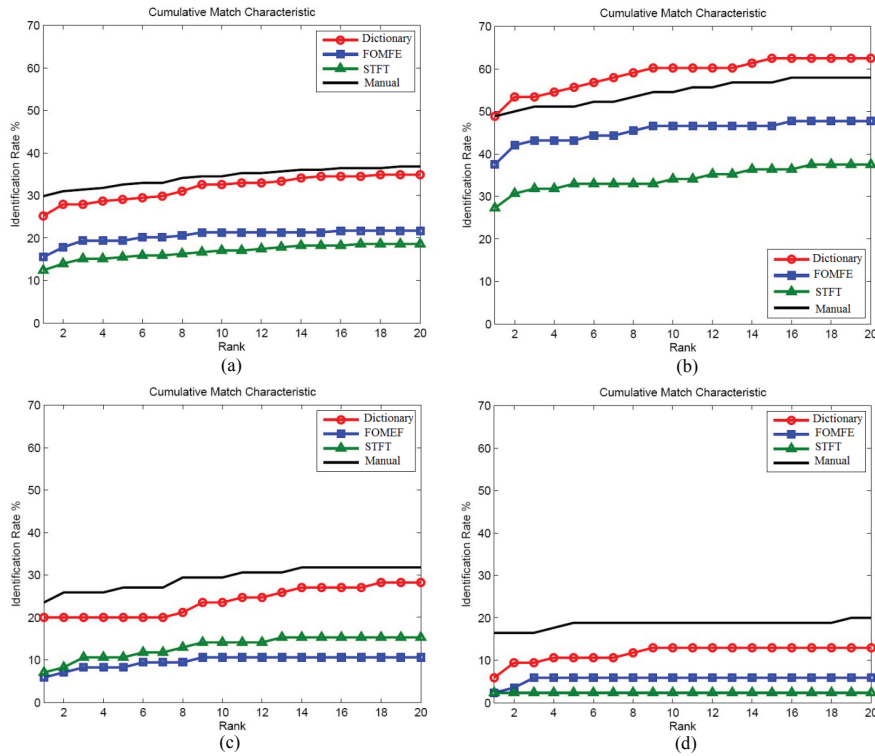 Cumulative Match Characteristic
70
60
50
40
30
20
10
0
Identification Rate %
Dictionary
FOMFE
STFT
Manual
2 4 6 8 10 12 14 16 18 20
Rank
(a)
Cumulative Match Characteristic
70
60
50
40
30
20
10
0
Identification Rate %
Dictionary
FOMFE
STFT
Manual
2 4 6 8 10 12 14 16 18 20
Rank
(b)
Cumulative Match Characteristic
70
60
50
40
30
20
10
0
Identification Rate %
Dictionary
FOMEF
STFT
Manual
2 4 6 8 10 12 14 16 18 20
Rank
(c)
Cumulative Match Characteristic
70
60
50
40
30
20
10
0
Identification Rate %
Dictionary
FOMFE
STFT
Manual
2 4 6 8 10 12 14 16 18 20
Rank
(d)